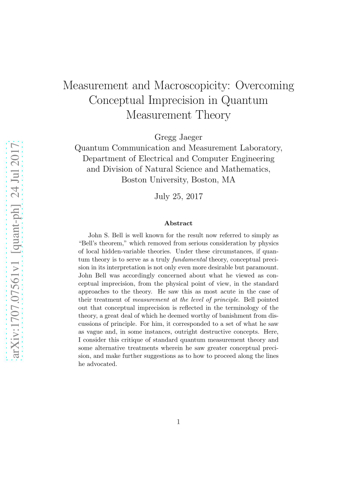 Measurement and Macroscopicity: Overcoming
Conceptual Imprecision in Quantum
Measurement Theory
Gregg Jaeger
Quantum Communication and Measurement Laboratory,
Department of Electrical and Computer Engineering
and Division of Natural Science and Mathematics,
Boston University, Boston, MA
July 25, 2017
Abstract
John S. Bell is well known for the result now referred to simply as
“Bell’s theorem,” which removed from serious consideration by physics
of local hidden-variable theories. Under these circumstances, if quan-
tum theory is to serve as a truly fundamental theory, conceptual preci-
sion in its interpretation is not only even more desirable but paramount.
John Bell was accordingly concerned about what he viewed as con-
ceptual imprecision, from the physical point of view, in the standard
approaches to the theory. He saw this as most acute in the case of
their treatment of measurement at the level of principle. Bell pointed
out that conceptual imprecision is reflected in the terminology of the
theory, a great deal of which he deemed worthy of banishment from dis-
cussions of principle. For him, it corresponded to a set of what he saw
as vague and, in some instances, outright destructive concepts. Here,
I consider this critique of standard quantum measurement theory and
some alternative treatments wherein he saw greater conceptual preci-
sion, and make further suggestions as to how to proceed along the lines
he advocated.
1
arXiv:1707.07561v1 [quant-ph] 24 Jul 2017